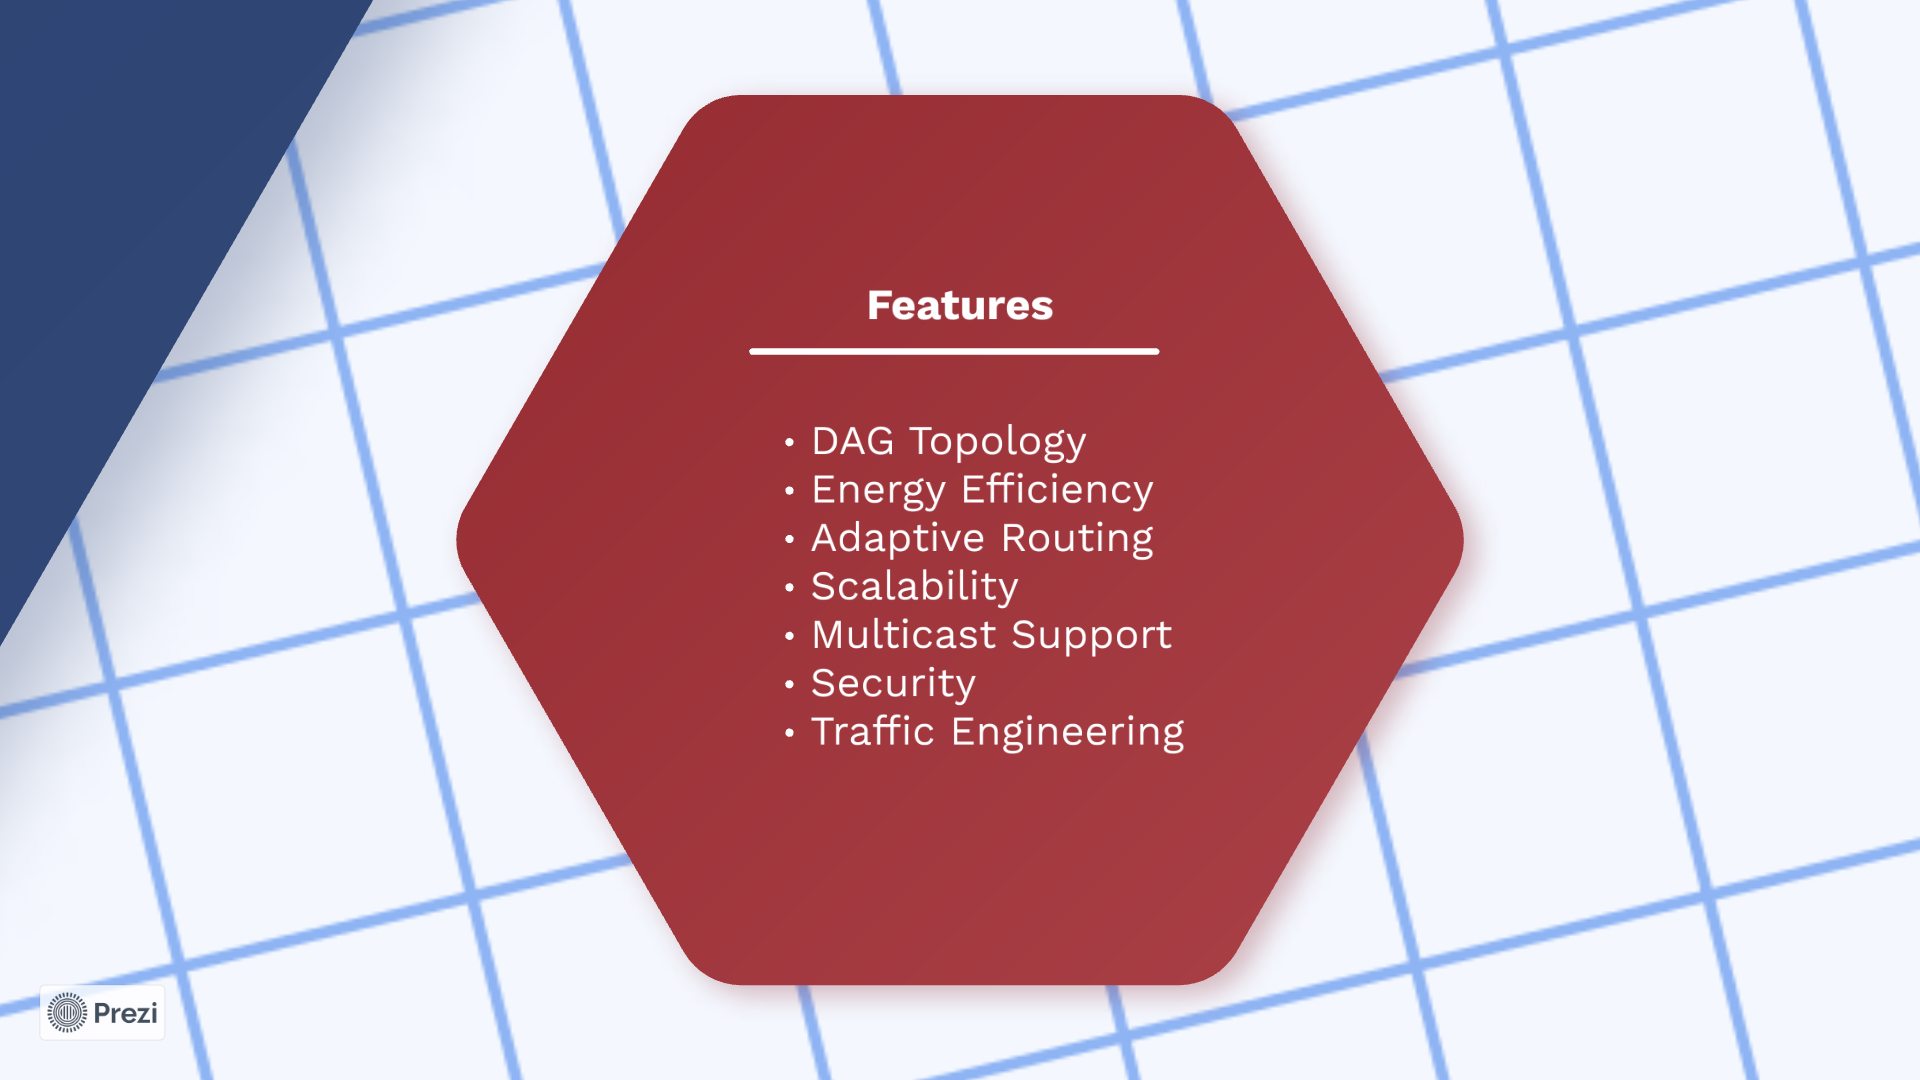 Features
• DAG Topology
• Energy Efficiency
• Adaptive Routing
• Scalability
• Multicast Support
• Security
• Traffic Engineering
Prezi